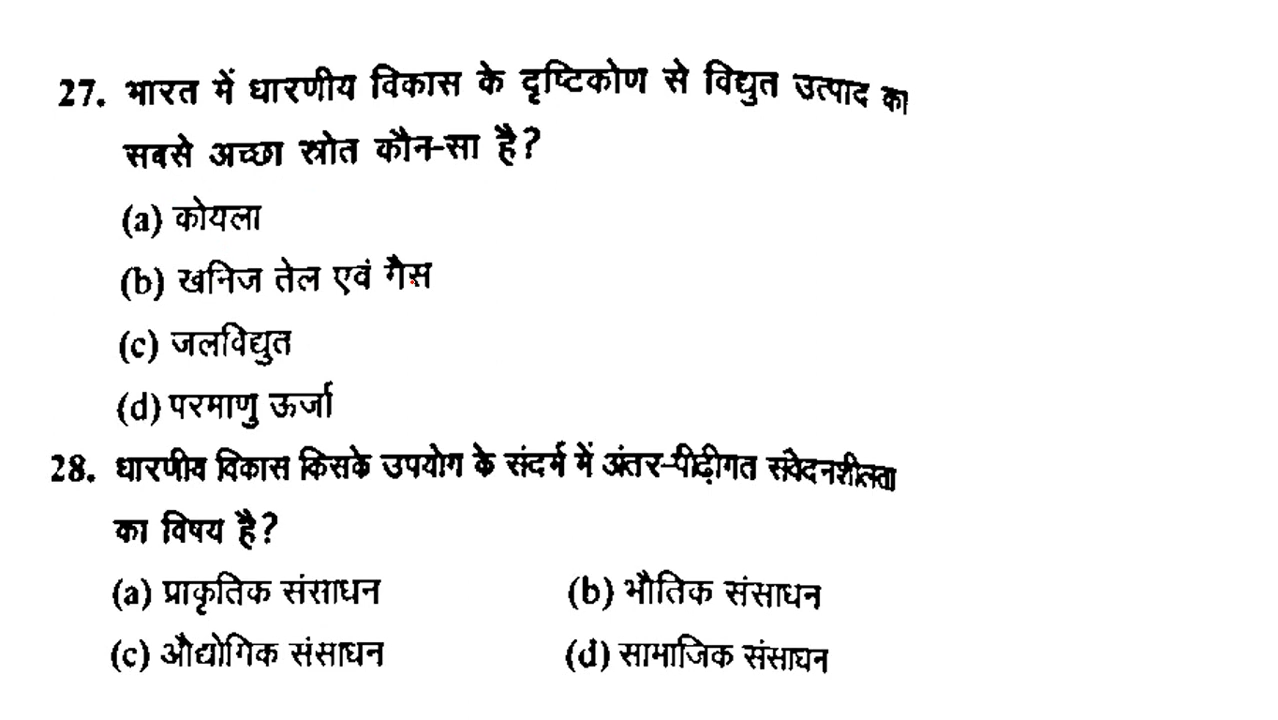 27. भारत में धारणीय विकास के दृष्टिकोण से विद्युत उत्पाद का
सबसे अच्छा स्रोत कौन-सा है?
(a) कोयला
(b) खनिज तेल एवं गैस
(c) जलविद्युत
(d) परमाणु ऊर्जा
28. धारणीय विकास किसके उपयोग के संदर्भ में अंतर-पीढ़ीगत संवेदनशीलता
का विषय है?
(a) प्राकृतिक संसाधन (b) भौतिक संसाधन
(c) औद्योगिक संसाधन (d) सामाजिक संसाधन